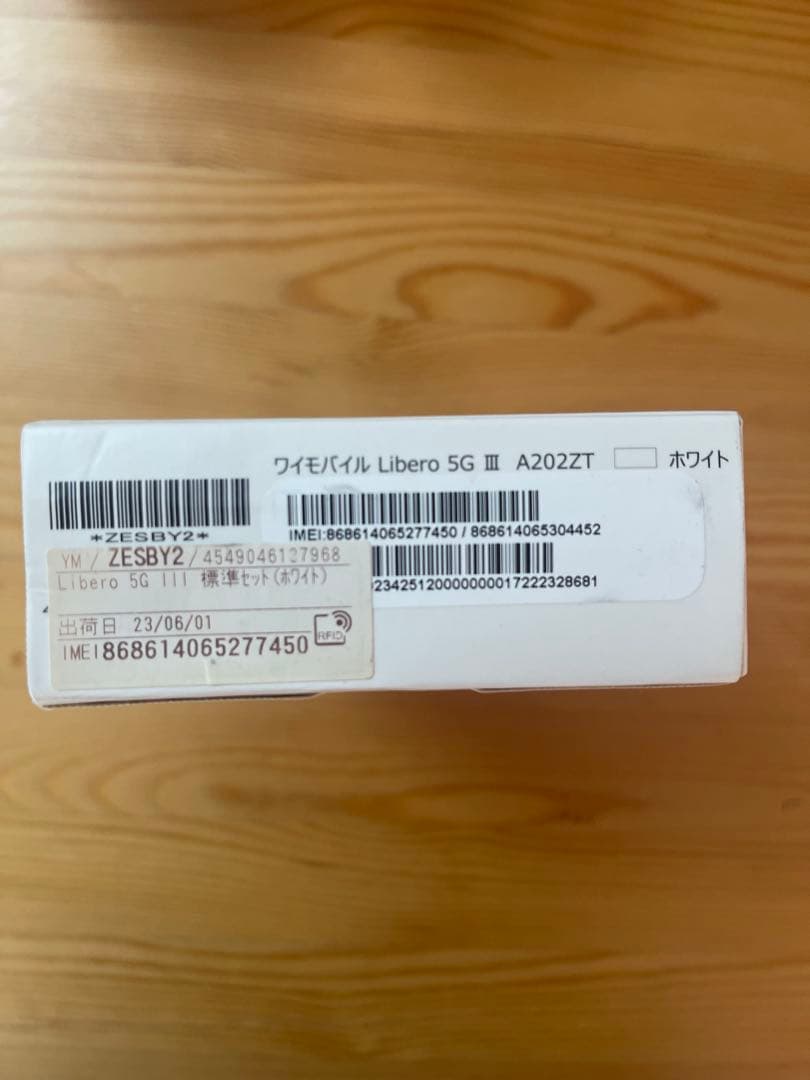 ワイモバイル Libero 5G Ⅲ A202ZT ホワイト
*ZESBY2*
IMEI:868614065277450 / 868614065304452
23425120000000017222328681
YM / ZESBY2 / 4549046127968
Libero 5G III 標準セット(ホワイト)
出荷日 23/06/01
RFID
IMEI868614065277450